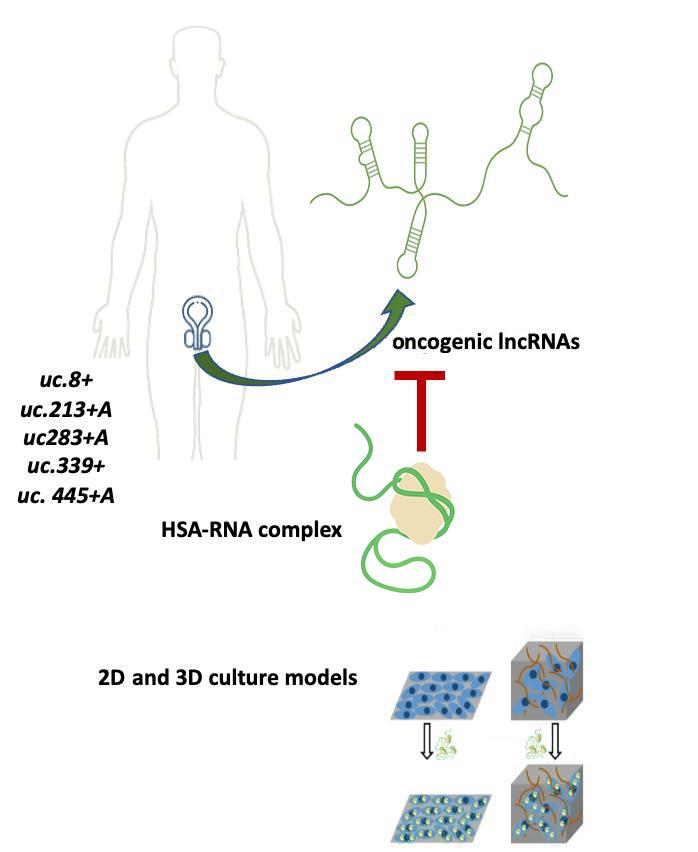 oncogenic lncRNAs
uc.8+
uc.213+A
uc283+A
uc.339+
uc. 445+A
HSA-RNA complex
2D and 3D culture models